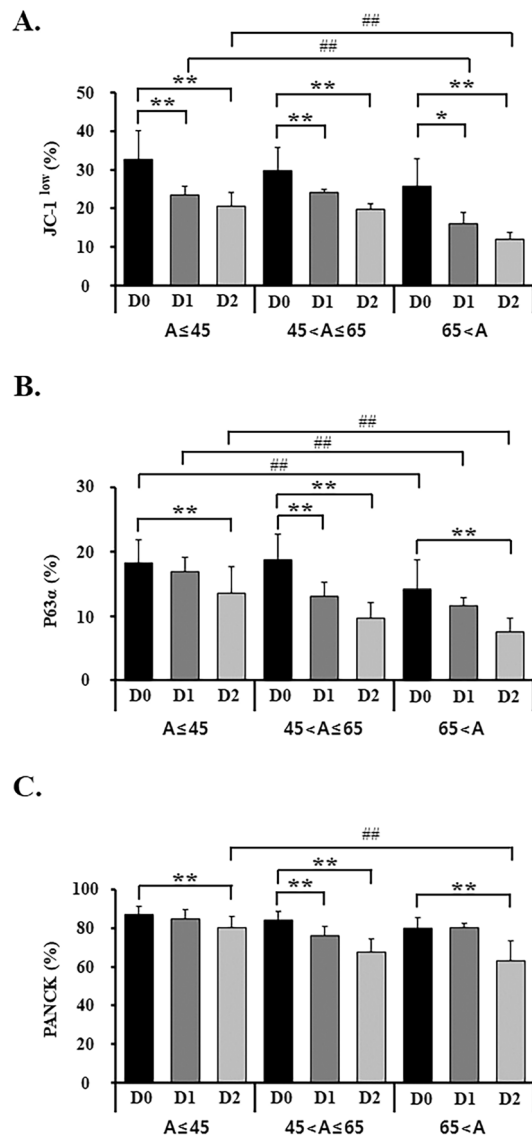 A.
##
##
** ** **
** ** *
50
40
30
20
10
0
JC-1 low (%)
D0 D1 D2 D0 D1 D2 D0 D1 D2
A≤45 45<A≤65 65<A
B.
##
##
##
** ** **
**
30
20
10
0
P63α (%)
D0 D1 D2 D0 D1 D2 D0 D1 D2
A≤45 45<A≤65 65<A
C.
##
** ** **
**
100
80
60
40
20
0
PANCK (%)
D0 D1 D2 D0 D1 D2 D0 D1 D2
A≤45 45<A≤65 65<A